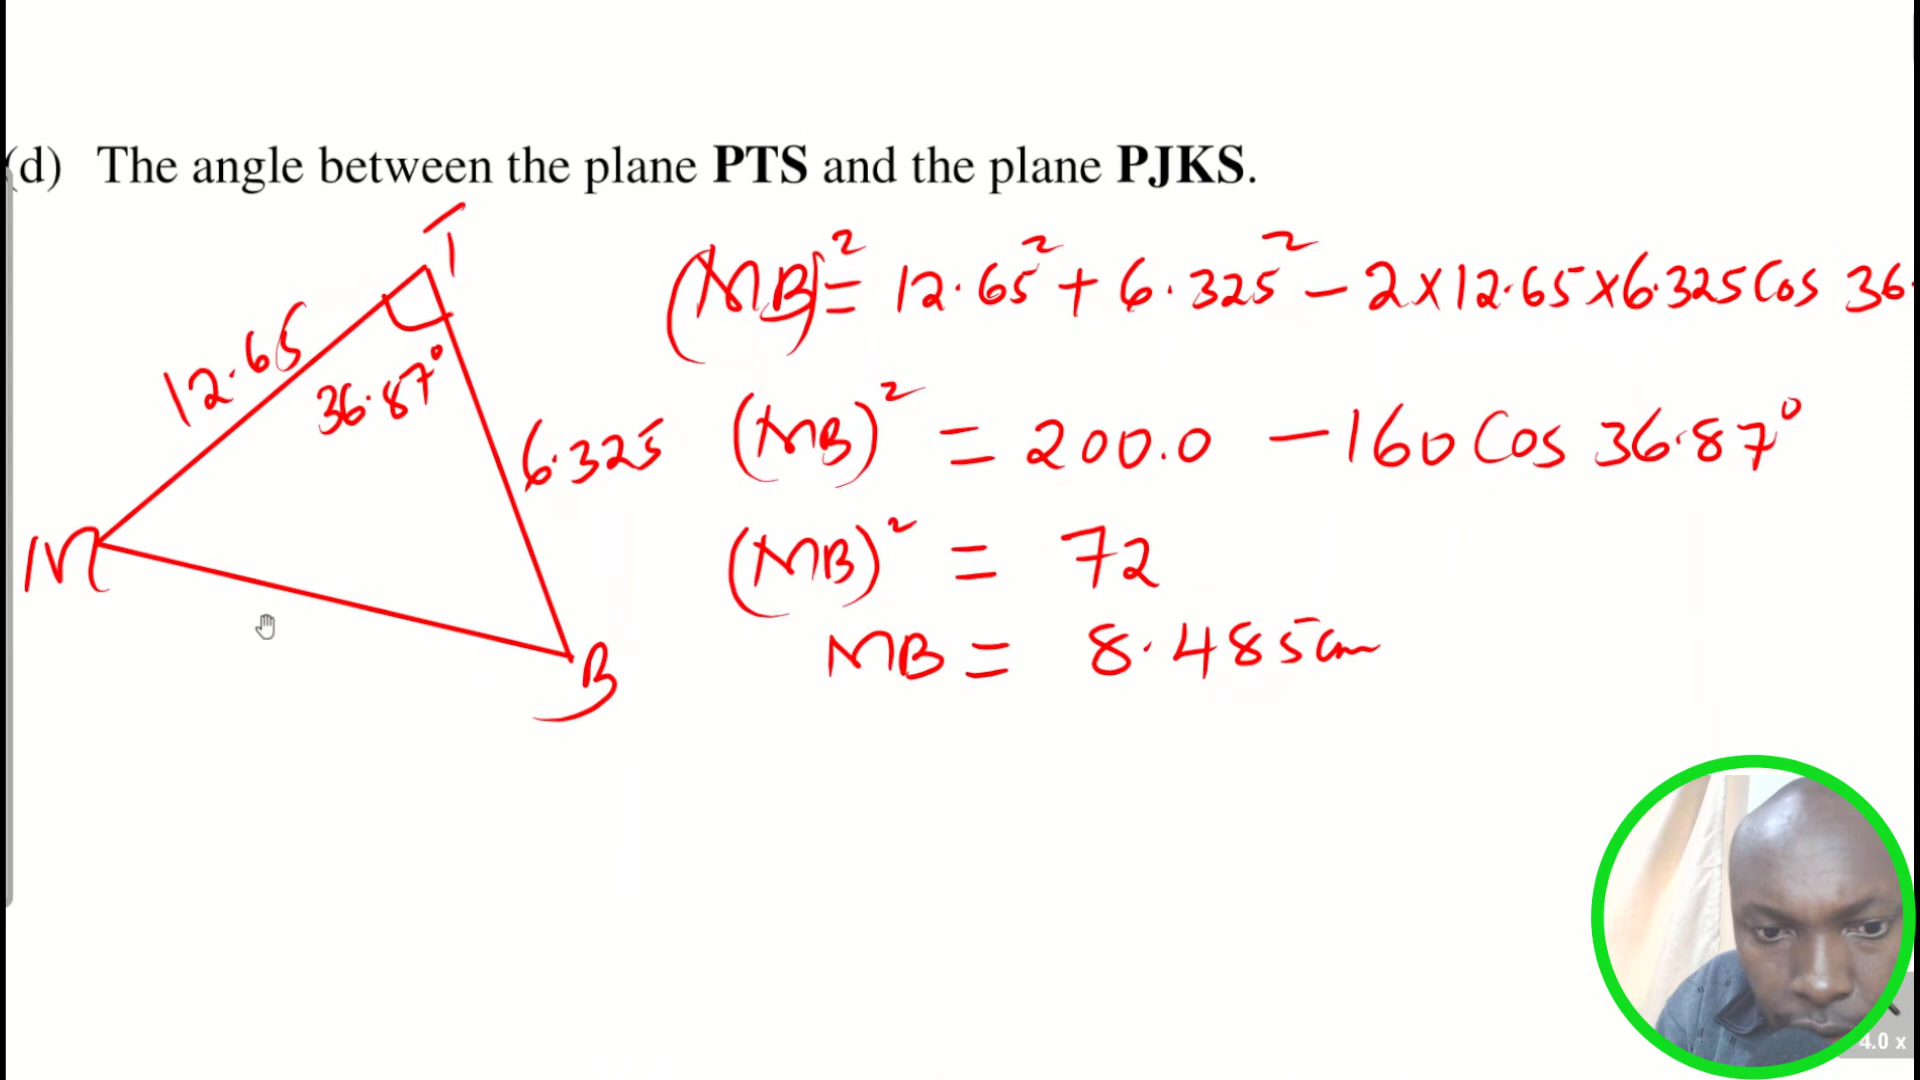 (d) The angle between the plane PTS and the plane PJKS.
T
12.65
36.87°
6.325
M
B
(MB)² = 12.65² + 6.325² - 2×12.65×6.325 Cos 36.
(MB)² = 200.0 - 160 Cos 36.87°
(MB)² = 72
MB = 8.485cm
4.0 x